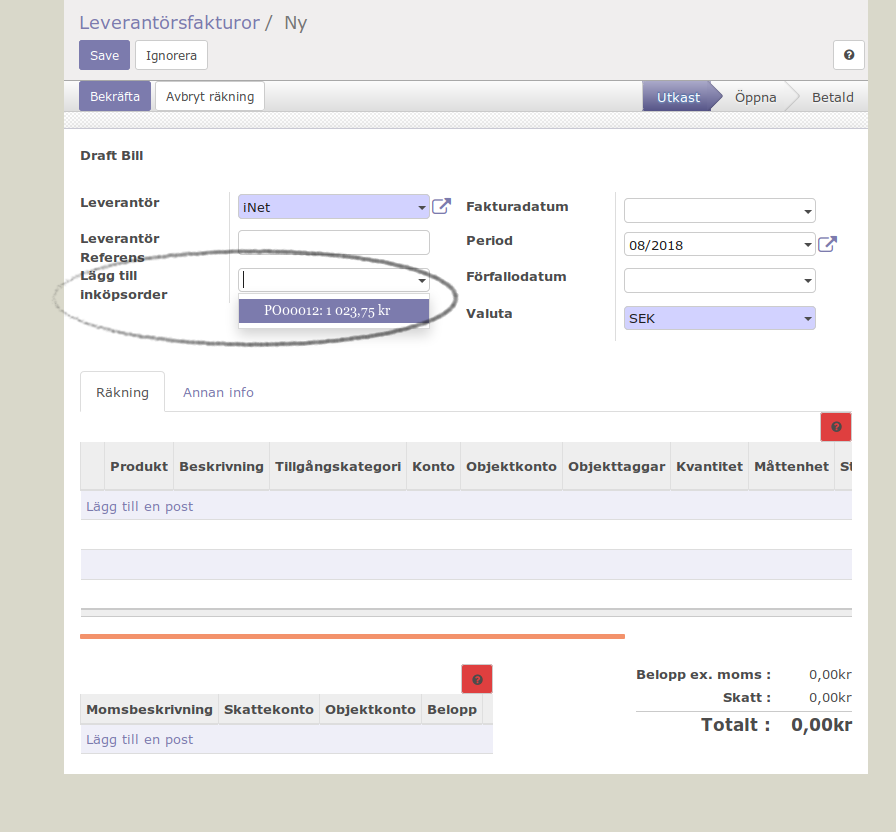 Leverantörsfakturor / Ny
Save Ignorera
Bekräfta Avbryt räkning Utkast Öppna Betald
Draft Bill
Leverantör iNet
Leverantör Referens
Lägg till inköpsorder
PO00012: 1 023,75 kr
Fakturadatum
Period 08/2018
Förfallodatum
Valuta SEK
Räkning Annan info
Produkt Beskrivning Tillgångskategori Konto Objektkonto Objekttaggar Kvantitet Måttenhet
Lägg till en post
Belopp ex. moms : 0,00kr
Skatt : 0,00kr
Totalt : 0,00kr
Momsbeskrivning Skattekonto Objektkonto Belopp
Lägg till en post